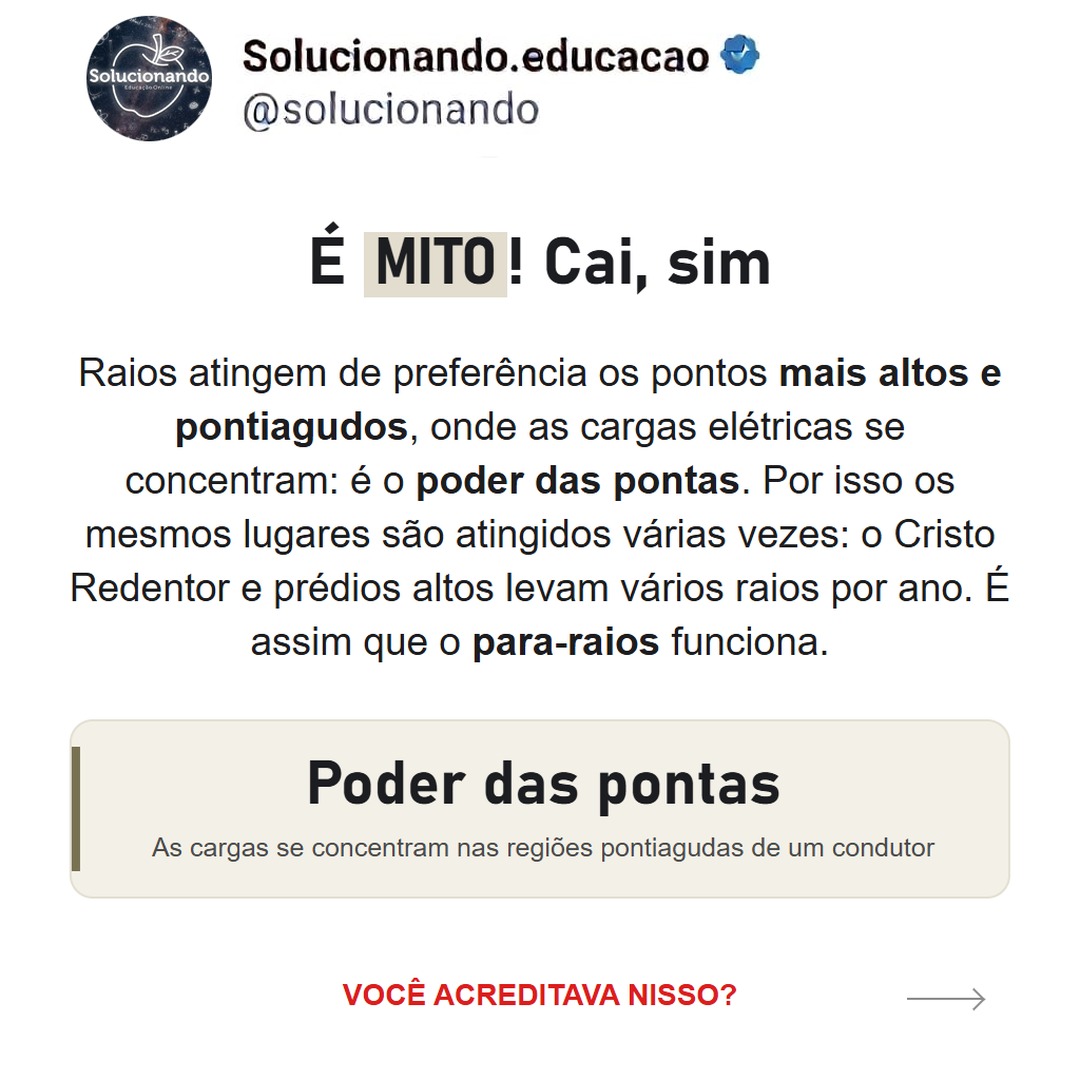 Solucionando
Educação Online
Solucionando.educacao
@solucionando
É MITO! Cai, sim
Raios atingem de preferência os pontos mais altos e
pontiagudos, onde as cargas elétricas se
concentram: é o poder das pontas. Por isso os
mesmos lugares são atingidos várias vezes: o Cristo
Redentor e prédios altos levam vários raios por ano. É
assim que o para-raios funciona.
Poder das pontas
As cargas se concentram nas regiões pontiagudas de um condutor
VOCÊ ACREDITAVA NISSO?